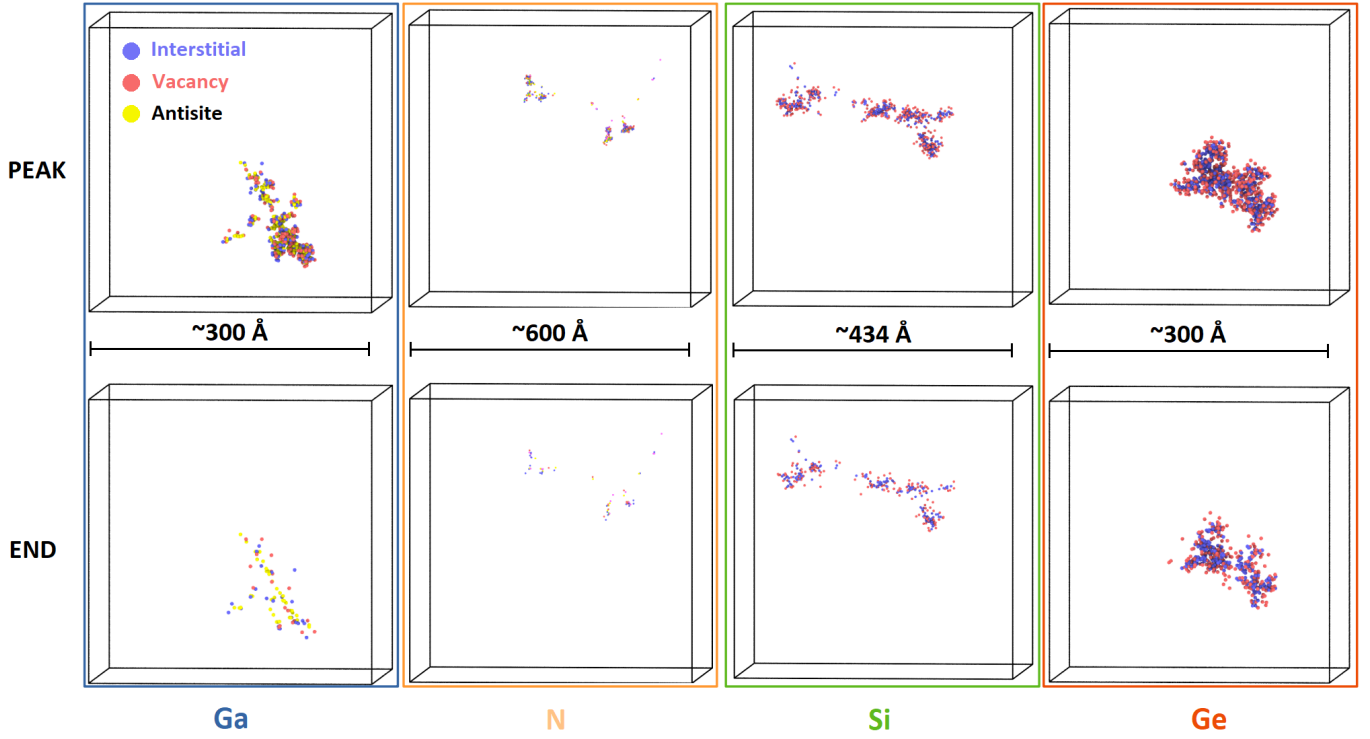 Interstitial
Vacancy
Antisite
PEAK
~300 Å
~600 Å
~434 Å
~300 Å
END
Ga
N
Si
Ge